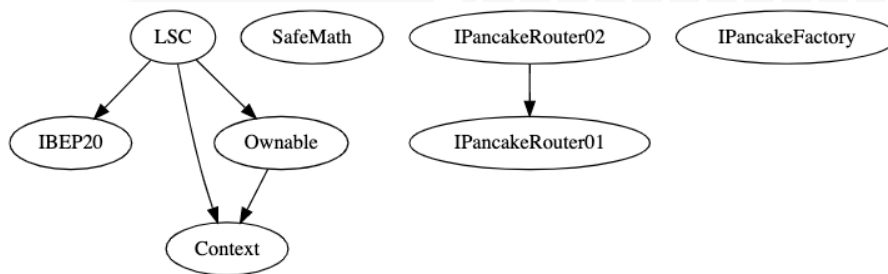 LSC
SafeMath
IPancakeRouter02
IPancakeFactory
IBEP20
Ownable
IPancakeRouter01
Context